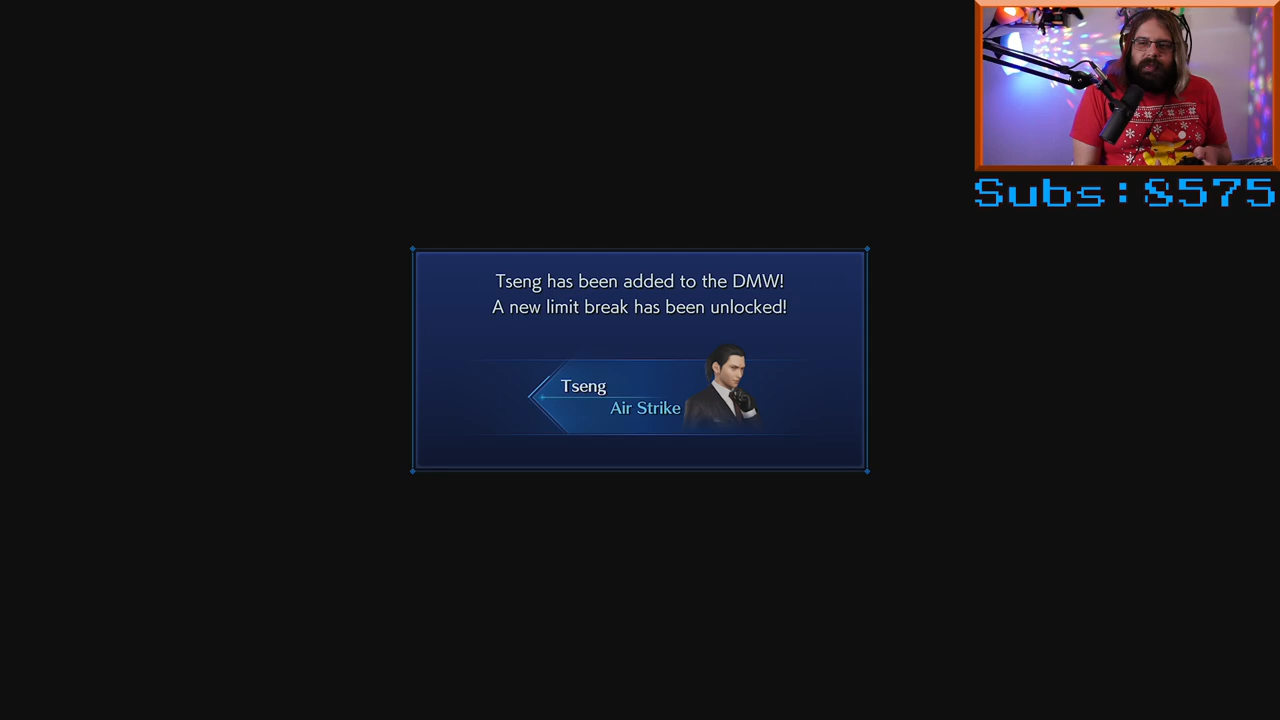 Subs:8575
Tseng has been added to the DMW!
A new limit break has been unlocked!
Tseng
Air Strike